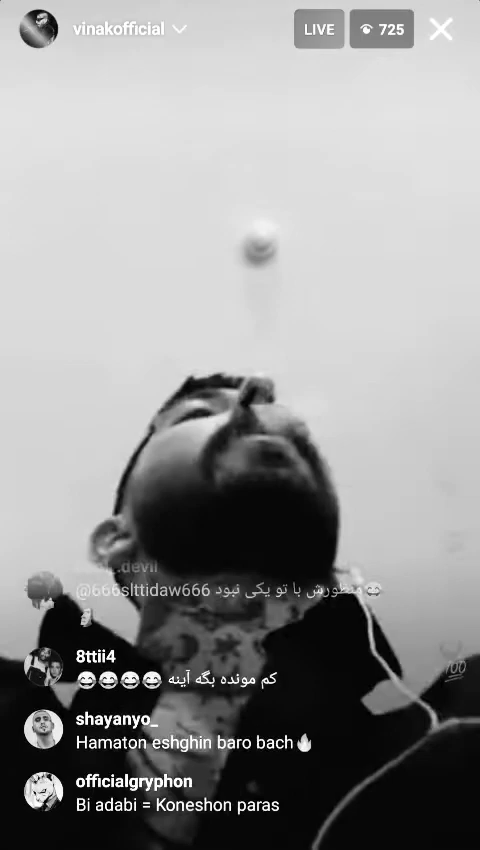 vinakofficial
LIVE
725
.devil
@666slttidaw666 منظورش با تو یکی نبود 😂
8ttii4
کم مونده بگه آینه 😂😂😂😂
shayanyo_
Hamaton eshghin baro bach🔥
officialgryphon
Bi adabi = Koneshon paras
💯